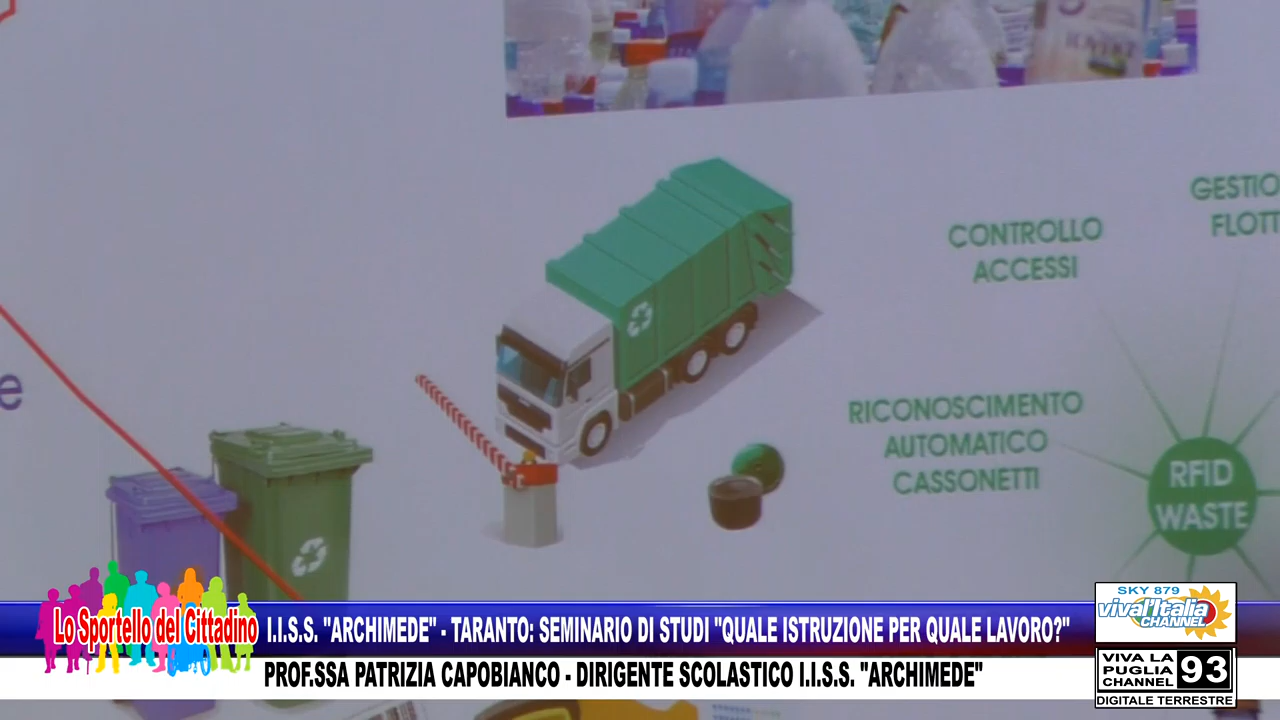 GESTIO
FLOTT
CONTROLLO
ACCESSI
e
RICONOSCIMENTO
AUTOMATICO
CASSONETTI
RFID
WASTE
Lo Sportello del Cittadino
I.I.S.S. "ARCHIMEDE" - TARANTO: SEMINARIO DI STUDI "QUALE ISTRUZIONE PER QUALE LAVORO?"
PROF.SSA PATRIZIA CAPOBIANCO - DIRIGENTE SCOLASTICO I.I.S.S. "ARCHIMEDE"
SKY 879
vival'Italia
CHANNEL
VIVA LA
PUGLIA
CHANNEL
93
DIGITALE TERRESTRE